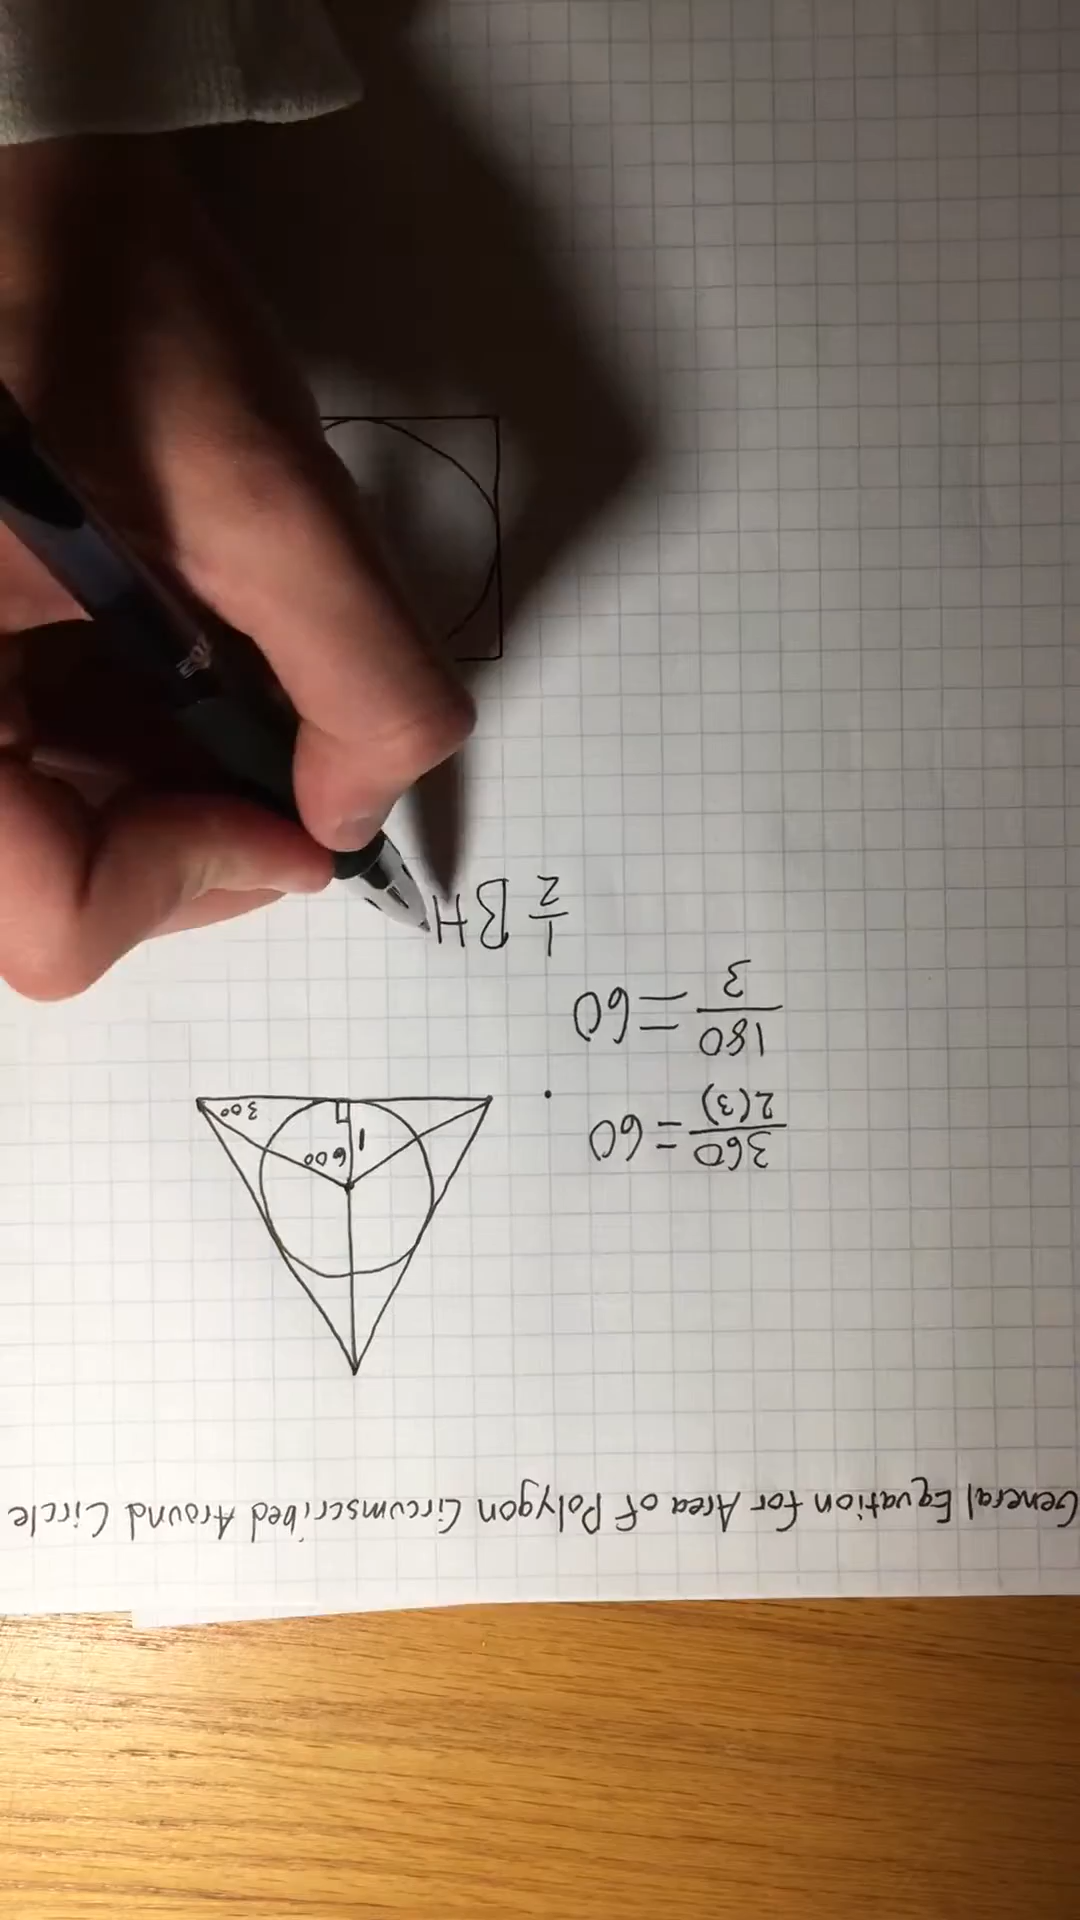 General Equation for Area of Polygon Circumscribed Around Circle
360/2(3) = 60
180/3 = 60
1/2 BH
60°
1
30°